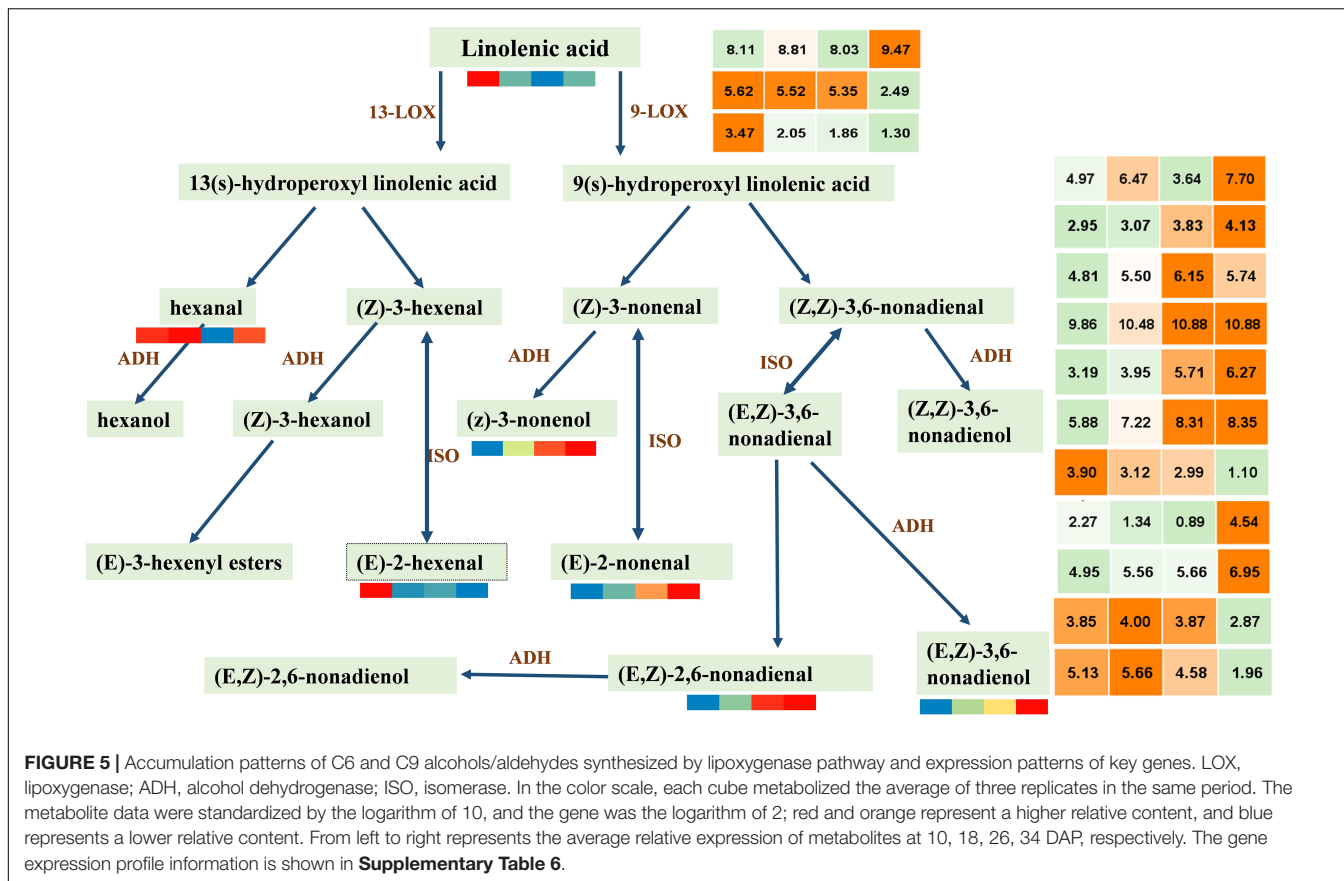 Linolenic acid
8.11 8.81 8.03 9.47
5.62 5.52 5.35 2.49
3.47 2.05 1.86 1.30
13-LOX 9-LOX
13(s)-hydroperoxyl linolenic acid 9(s)-hydroperoxyl linolenic acid
4.97 6.47 3.64 7.70
2.95 3.07 3.83 4.13
4.81 5.50 6.15 5.74
9.86 10.48 10.88 10.88
3.19 3.95 5.71 6.27
5.88 7.22 8.31 8.35
3.90 3.12 2.99 1.10
2.27 1.34 0.89 4.54
4.95 5.56 5.66 6.95
3.85 4.00 3.87 2.87
5.13 5.66 4.58 1.96
hexanal (Z)-3-hexenal (Z)-3-nonenal (Z,Z)-3,6-nonadienal
ADH ADH ADH ISO ADH
hexanol (Z)-3-hexanol (z)-3-nonenol (E,Z)-3,6-
nonadienal
(Z,Z)-3,6-
nonadienol
ISO ISO
ADH
(E)-3-hexenyl esters (E)-2-hexenal (E)-2-nonenal
(E,Z)-2,6-nonadienol ADH (E,Z)-2,6-nonadienal
(E,Z)-3,6-
nonadienol
FIGURE 5 | Accumulation patterns of C6 and C9 alcohols/aldehydes synthesized by lipoxygenase pathway and expression patterns of key genes. LOX,
lipoxygenase; ADH, alcohol dehydrogenase; ISO, isomerase. In the color scale, each cube metabolized the average of three replicates in the same period. The
metabolite data were standardized by the logarithm of 10, and the gene was the logarithm of 2; red and orange represent a higher relative content, and blue
represents a lower relative content. From left to right represents the average relative expression of metabolites at 10, 18, 26, 34 DAP, respectively. The gene
expression profile information is shown in Supplementary Table 6.